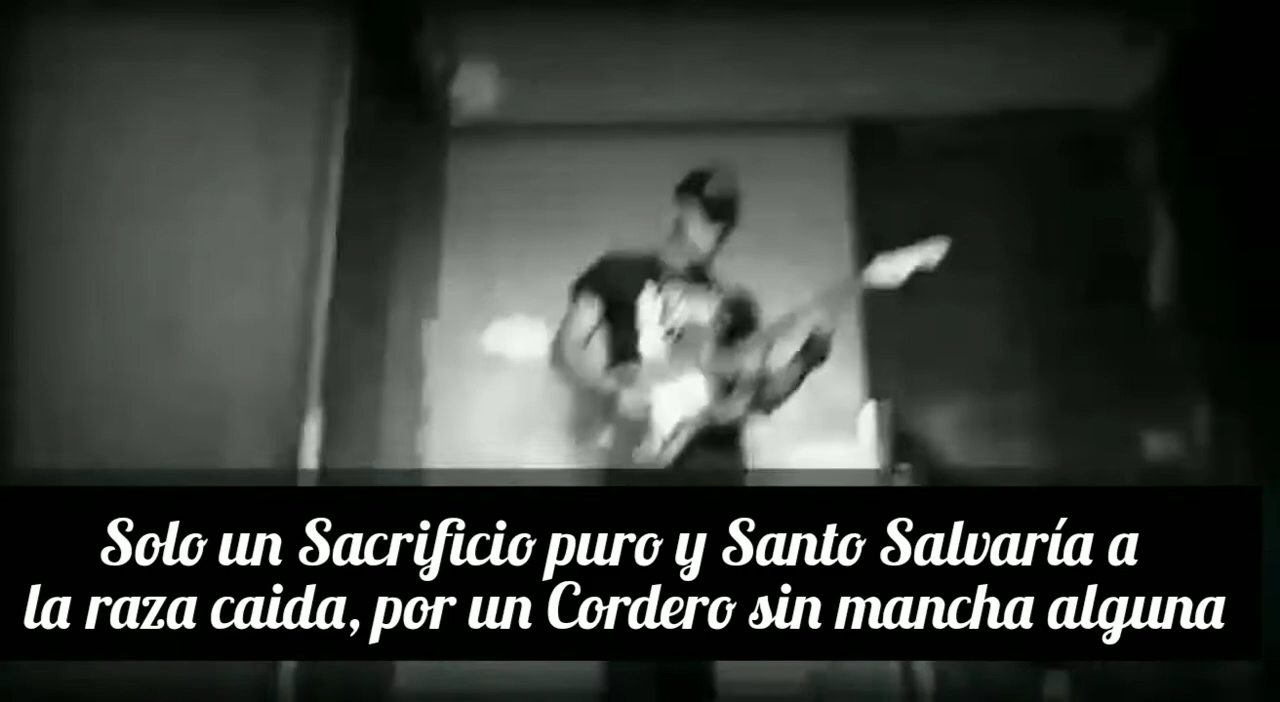 Solo un Sacrificio puro y Santo Salvaría a
la raza caida, por un Cordero sin mancha alguna